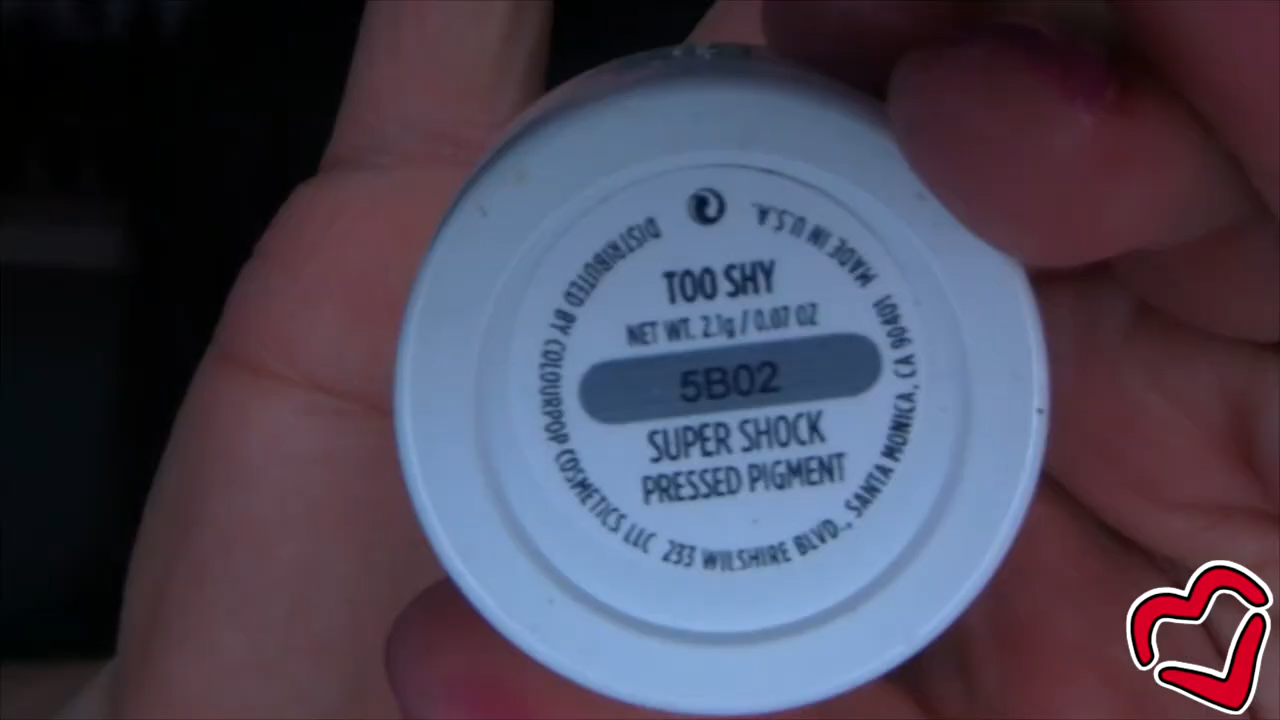 TOO SHY
NET WT. 2.1g / 0.07 OZ
5B02
SUPER SHOCK
PRESSED PIGMENT
DISTRIBUTED BY COLOURPOP COSMETICS LLC 233 WILSHIRE BLVD., SANTA MONICA, CA 90401 MADE IN U.S.A.